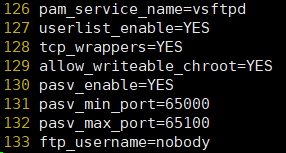 126 pam_service_name=vsftpd
127 userlist_enable=YES
128 tcp_wrappers=YES
129 allow_writeable_chroot=YES
130 pasv_enable=YES
131 pasv_min_port=65000
132 pasv_max_port=65100
133 ftp_username=nobody